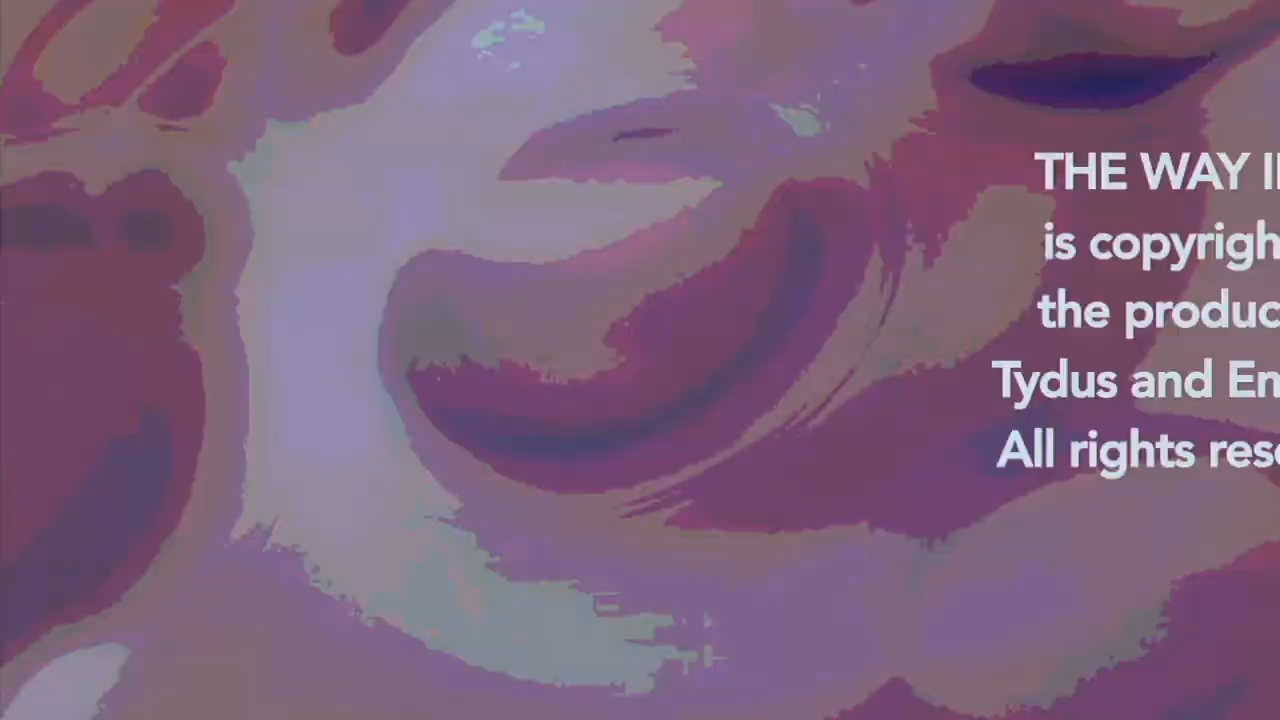 THE WAY I
is copyrigh
the produc
Tydus and En
All rights rese